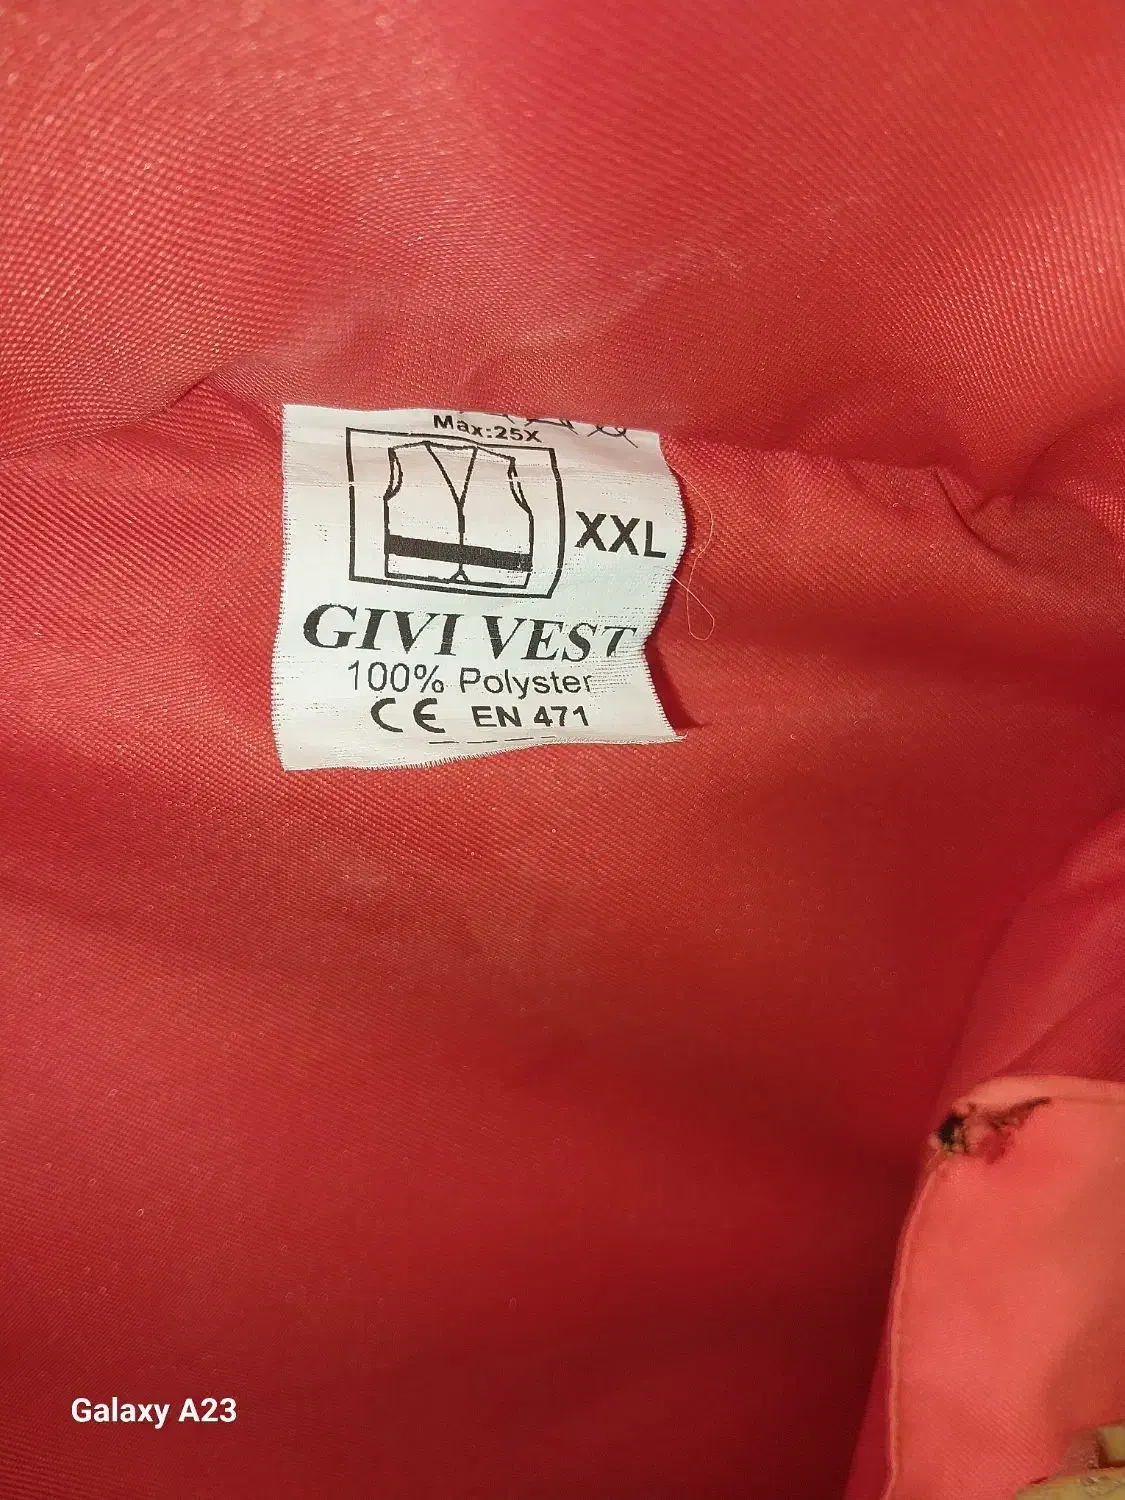 Max:25X
XXL
GIVI VEST
100% Polyster
CE EN 471
Galaxy A23